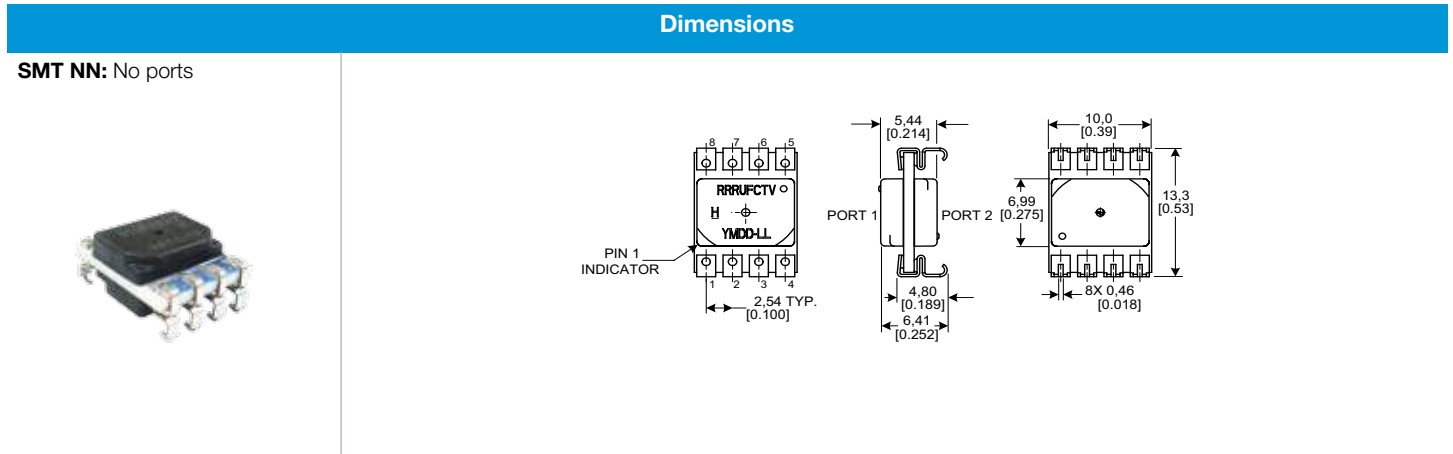 Dimensions
SMT NN: No ports
8 7 6 5
RRRUFCTV
H
YMDD-LL
PIN 1
INDICATOR
1 2 3 4
2,54 TYP.
[0.100]
5,44
[0.214]
PORT 1
PORT 2
4,80
[0.189]
6,41
[0.252]
10,0
[0.39]
6,99
[0.275]
13,3
[0.53]
8X 0,46
[0.018]